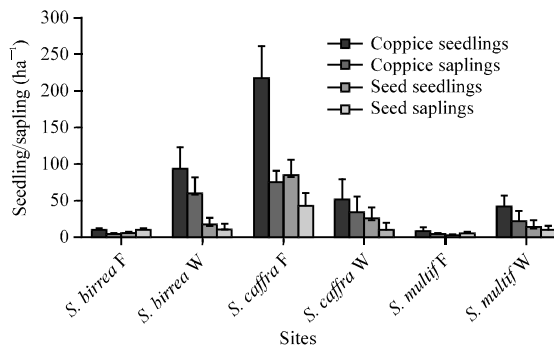 300
250
200
150
100
50
0
Seedling/sapling (ha⁻¹)
Coppice seedlings
Coppice saplings
Seed seedlings
Seed saplings
S. birrea F
S. birrea W
S. caffra F
S. caffra W
S. multif F
S. multif W
Sites